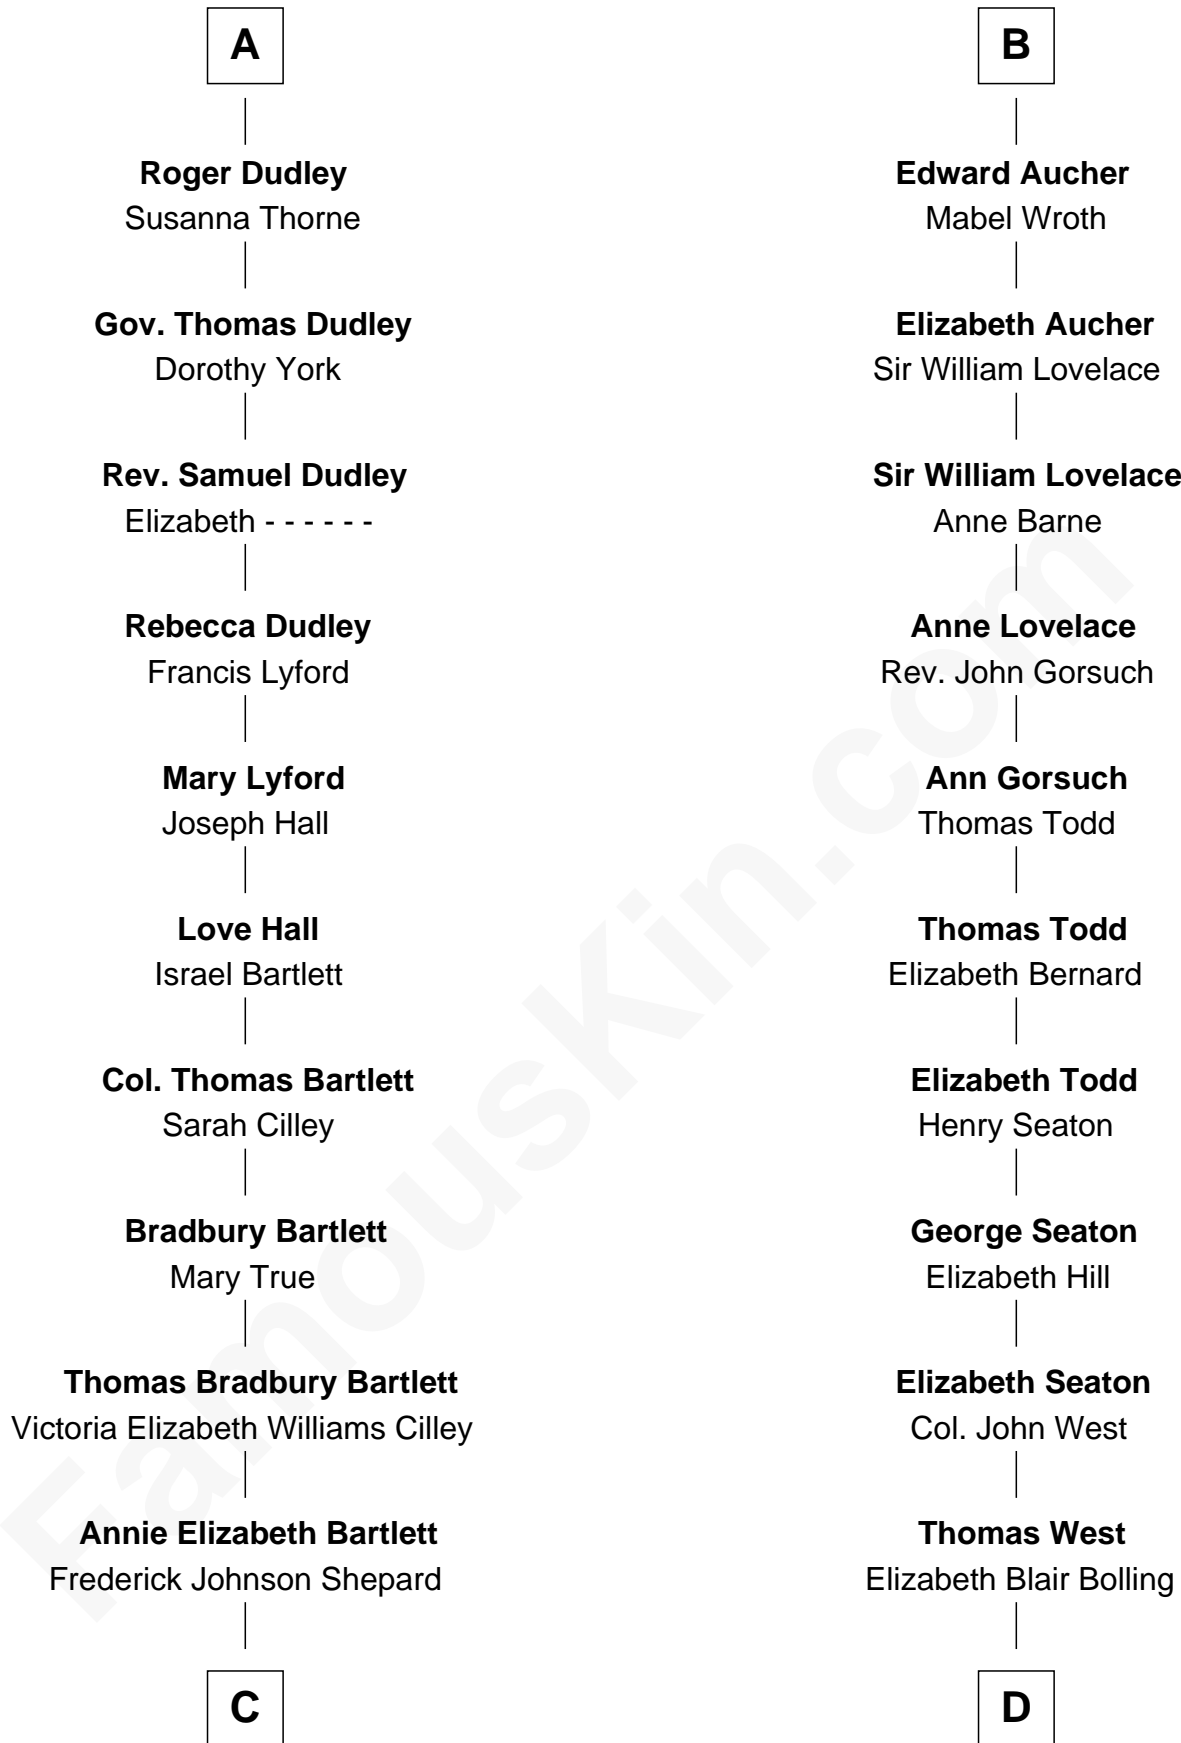 A
Roger Dudley
Susanna Thorne
Gov. Thomas Dudley
Dorothy York
Rev. Samuel Dudley
Elizabeth - - - - - -
Rebecca Dudley
Francis Lyford
Mary Lyford
Joseph Hall
Love Hall
Israel Bartlett
Col. Thomas Bartlett
Sarah Cilley
Bradbury Bartlett
Mary True
Thomas Bradbury Bartlett
Victoria Elizabeth Williams Cilley
Annie Elizabeth Bartlett
Frederick Johnson Shepard
C
B
Edward Aucher
Mabel Wroth
Elizabeth Aucher
Sir William Lovelace
Sir William Lovelace
Anne Barne
Anne Lovelace
Rev. John Gorsuch
Ann Gorsuch
Thomas Todd
Thomas Todd
Elizabeth Bernard
Elizabeth Todd
Henry Seaton
George Seaton
Elizabeth Hill
Elizabeth Seaton
Col. John West
Thomas West
Elizabeth Blair Bolling
D
FamousKin.com